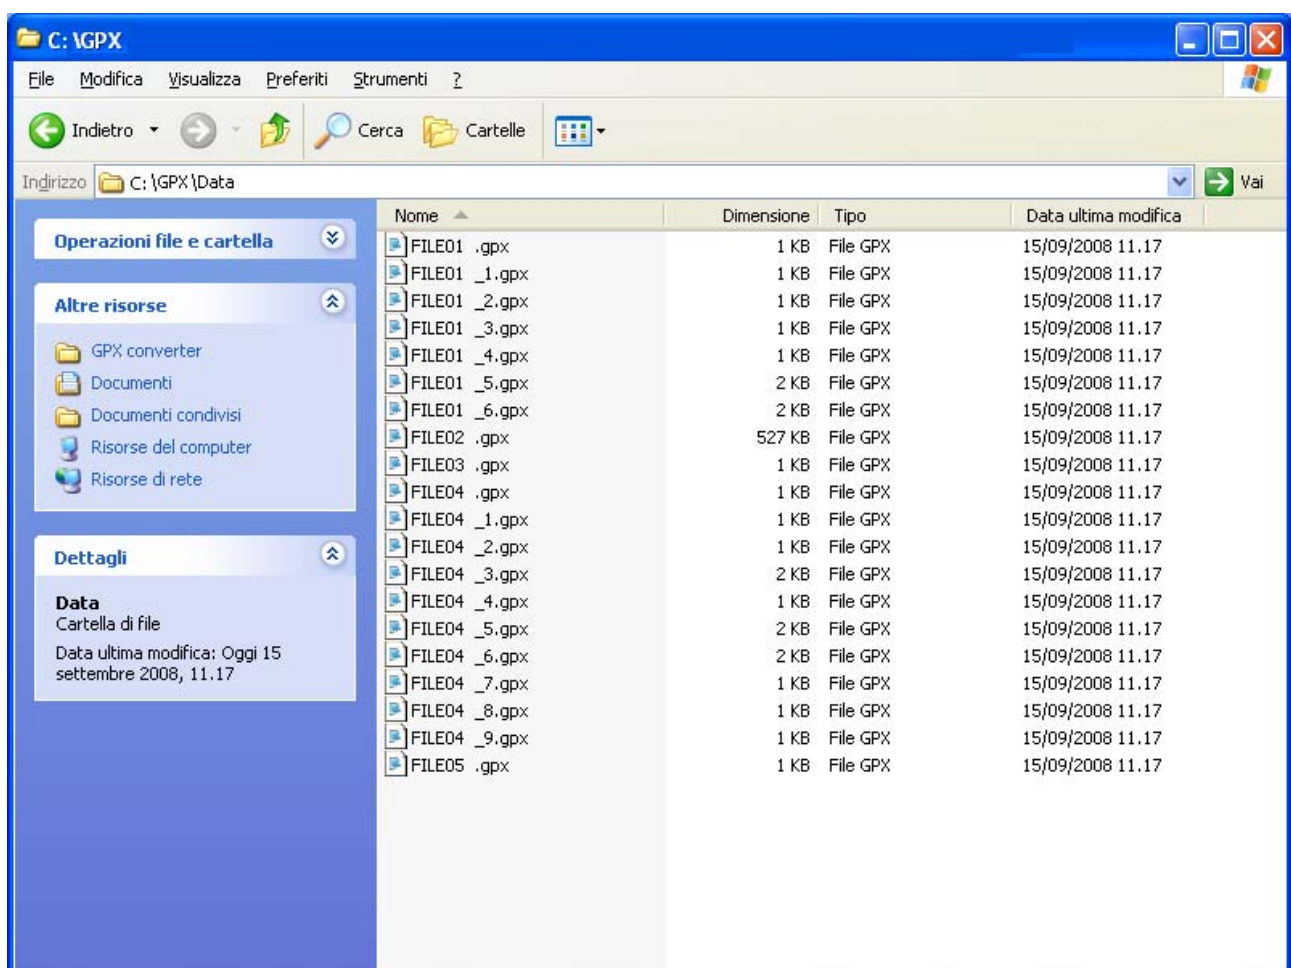 C: \GPX
File Modifica Visualizza Preferiti Strumenti ?
Indietro Cerca Cartelle
Indirizzo C: \GPX\Data Vai
Operazioni file e cartella
Altre risorse
GPX converter
Documenti
Documenti condivisi
Risorse del computer
Risorse di rete
Dettagli
Data
Cartella di file
Data ultima modifica: Oggi 15
settembre 2008, 11.17
Nome Dimensione Tipo Data ultima modifica
FILE01 .gpx 1 KB File GPX 15/09/2008 11.17
FILE01 _1.gpx 1 KB File GPX 15/09/2008 11.17
FILE01 _2.gpx 1 KB File GPX 15/09/2008 11.17
FILE01 _3.gpx 1 KB File GPX 15/09/2008 11.17
FILE01 _4.gpx 1 KB File GPX 15/09/2008 11.17
FILE01 _5.gpx 2 KB File GPX 15/09/2008 11.17
FILE01 _6.gpx 2 KB File GPX 15/09/2008 11.17
FILE02 .gpx 527 KB File GPX 15/09/2008 11.17
FILE03 .gpx 1 KB File GPX 15/09/2008 11.17
FILE04 .gpx 1 KB File GPX 15/09/2008 11.17
FILE04 _1.gpx 1 KB File GPX 15/09/2008 11.17
FILE04 _2.gpx 1 KB File GPX 15/09/2008 11.17
FILE04 _3.gpx 2 KB File GPX 15/09/2008 11.17
FILE04 _4.gpx 1 KB File GPX 15/09/2008 11.17
FILE04 _5.gpx 2 KB File GPX 15/09/2008 11.17
FILE04 _6.gpx 2 KB File GPX 15/09/2008 11.17
FILE04 _7.gpx 1 KB File GPX 15/09/2008 11.17
FILE04 _8.gpx 1 KB File GPX 15/09/2008 11.17
FILE04 _9.gpx 1 KB File GPX 15/09/2008 11.17
FILE05 .gpx 1 KB File GPX 15/09/2008 11.17